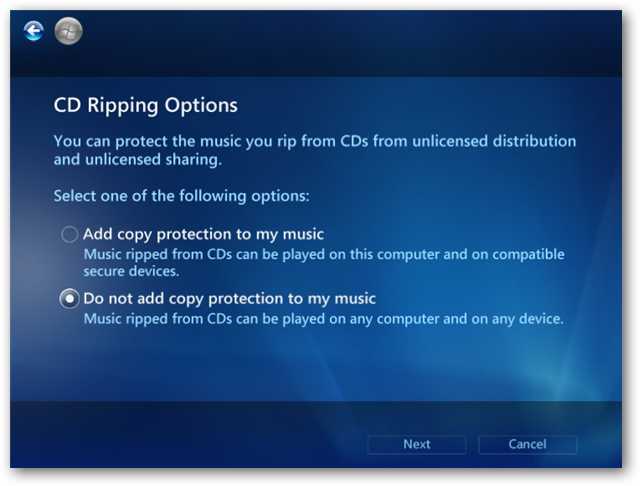 CD Ripping Options
You can protect the music you rip from CDs from unlicensed distribution
and unlicensed sharing.
Select one of the following options:
Add copy protection to my music
Music ripped from CDs can be played on this computer and on compatible
secure devices.
Do not add copy protection to my music
Music ripped from CDs can be played on any computer and on any device.
Next
Cancel